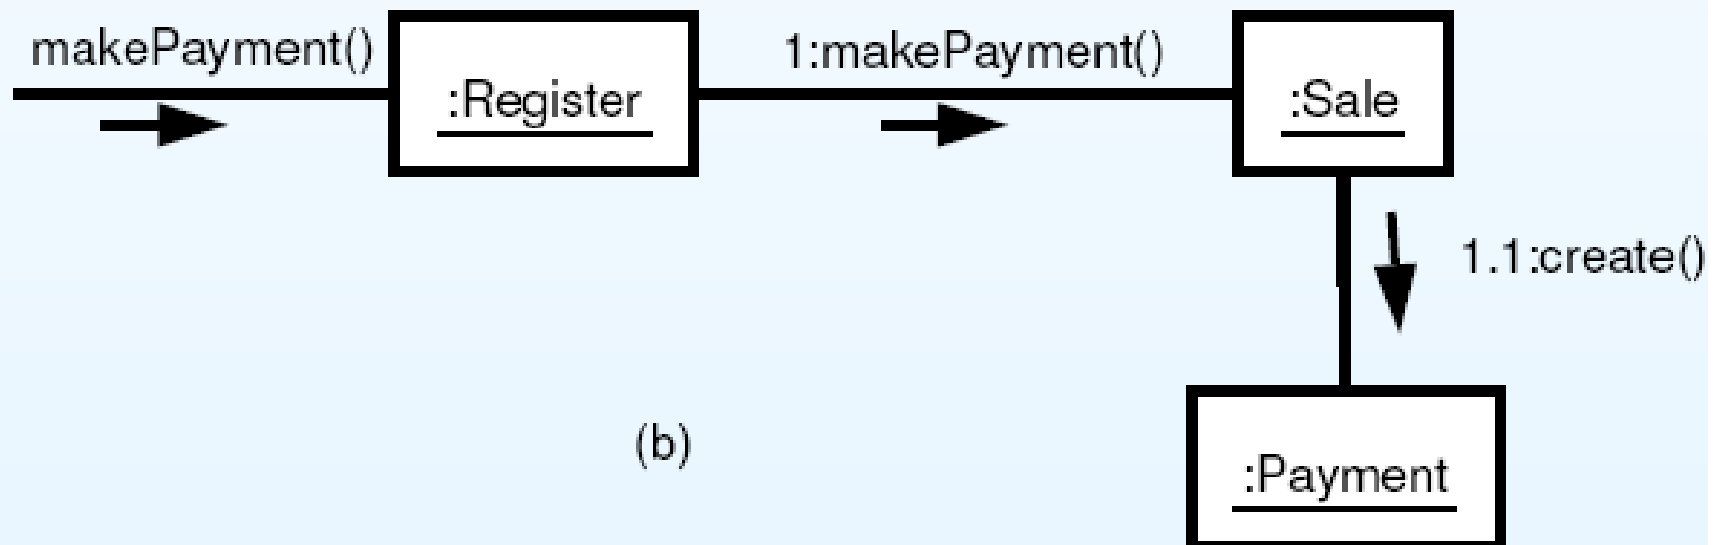 makePayment()
:Register
1:makePayment()
:Sale
1.1:create()
(b)
:Payment